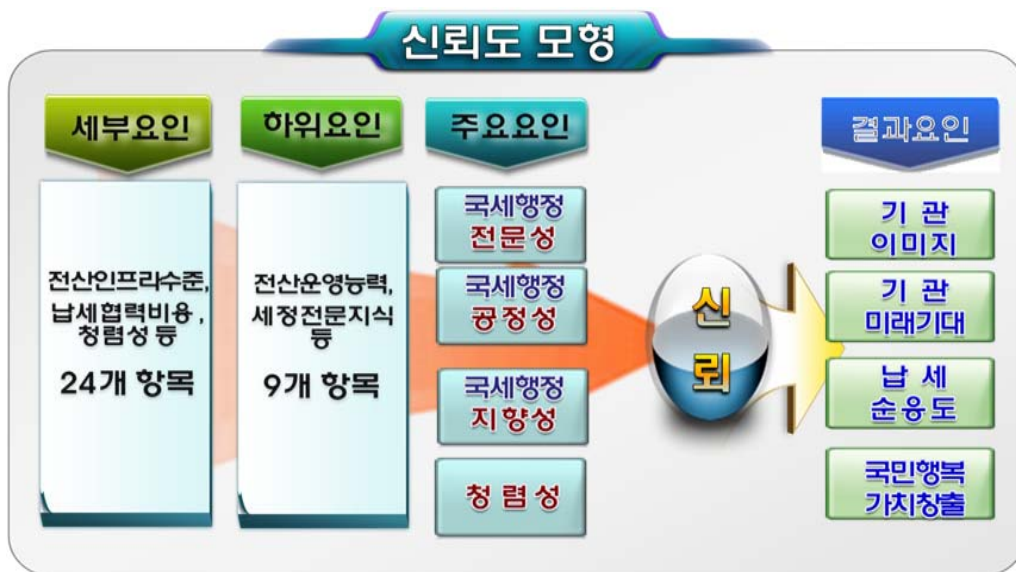 신뢰도 모형
세부요인
전산인프라수준,
납세협력비용 ,
청렴성 등
24개 항목
하위요인
전산운영능력,
세정전문지식
등
9개 항목
주요요인
국세행정
전문성
국세행정
공정성
국세행정
지향성
청 렴 성
신
뢰
결과요인
기 관
이미지
기 관
미래기대
납 세
순응도
국민행복
가치창출